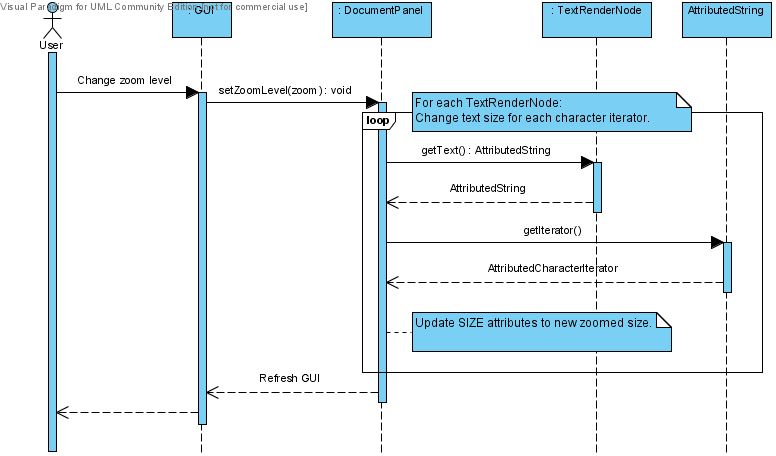 Visual Paradigm for UML Community Edition [not for commercial use]
: GUI
: DocumentPanel
: TextRenderNode
AttributedString
User
Change zoom level
setZoomLevel(zoom) : void
For each TextRenderNode:
Change text size for each character iterator.
loop
getText() : AttributedString
AttributedString
getIterator()
AttributedCharacterIterator
Update SIZE attributes to new zoomed size.
Refresh GUI